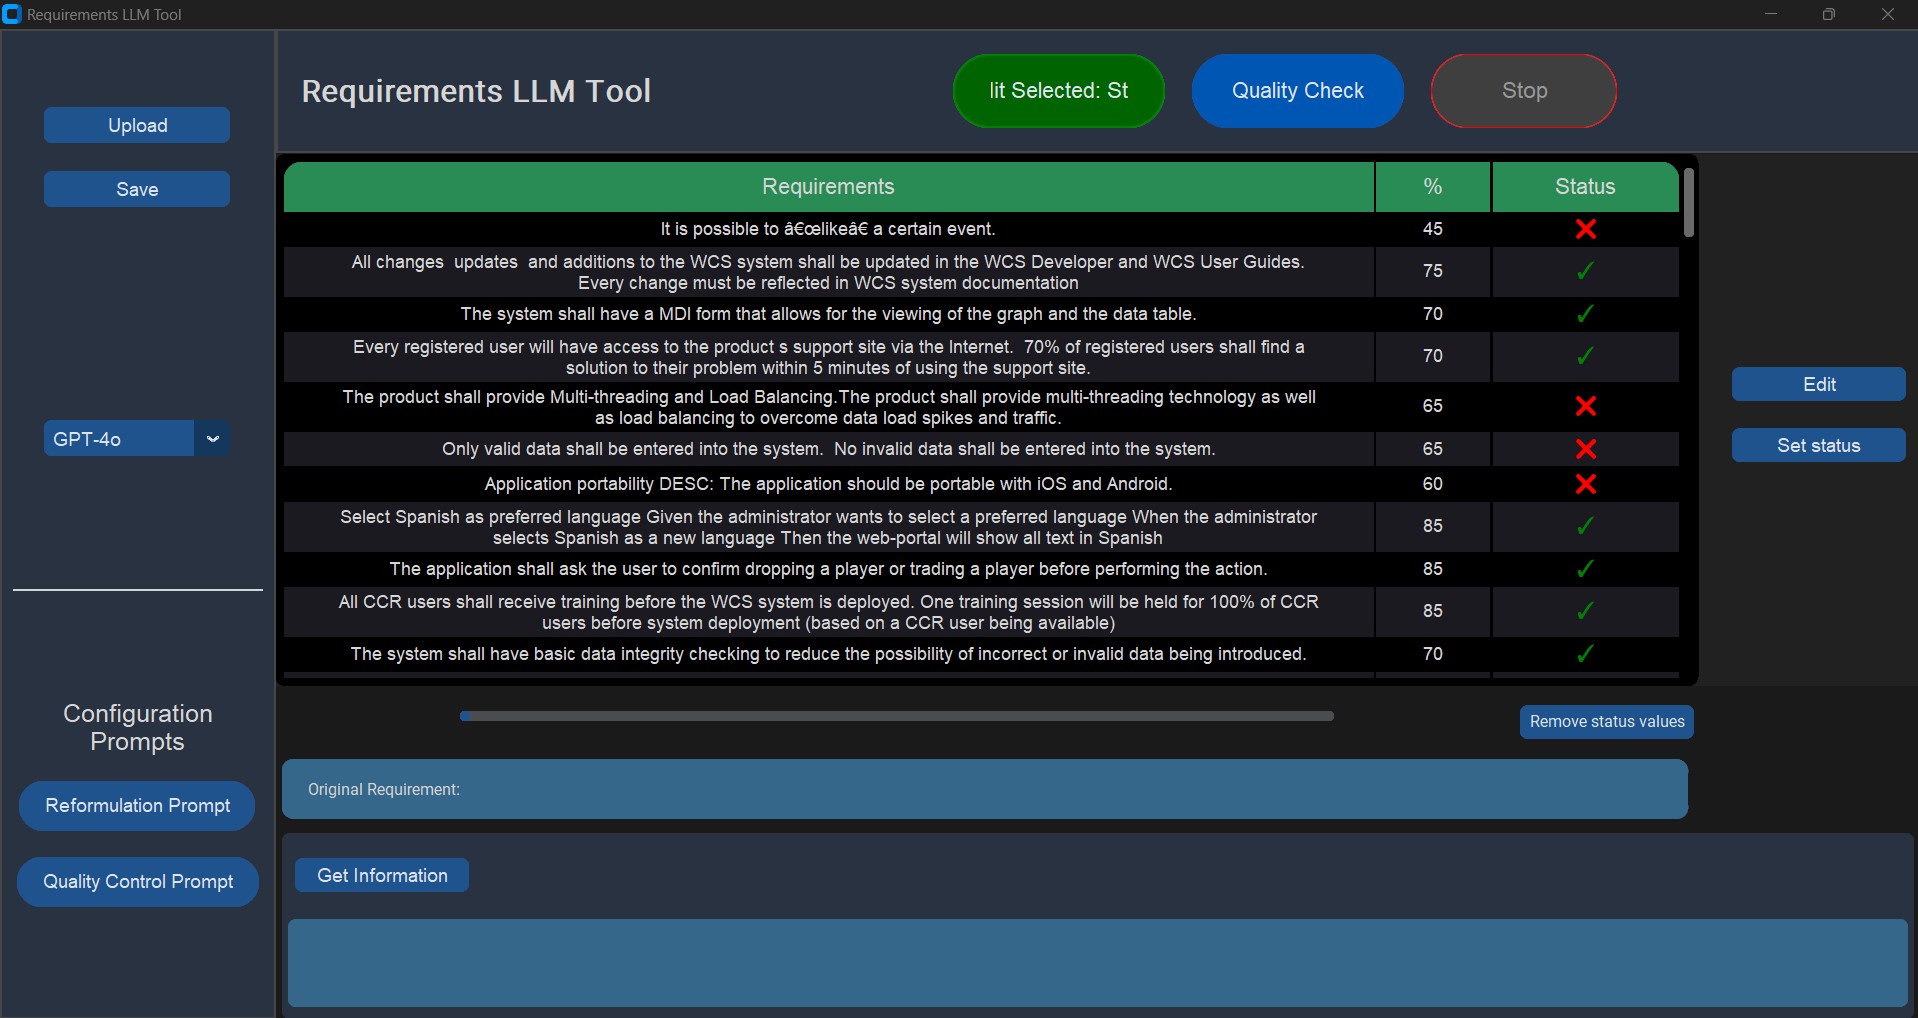 Requirements LLM Tool
Upload
Save
GPT-4o
Configuration
Prompts
Reformulation Prompt
Quality Control Prompt
Requirements LLM Tool
lit Selected: St
Quality Check
Stop
Requirements % Status
It is possible to â€œlikeâ€ a certain event. 45
All changes  updates  and additions to the WCS system shall be updated in the WCS Developer and WCS User Guides.
Every change must be reflected in WCS system documentation 75
The system shall have a MDI form that allows for the viewing of the graph and the data table. 70
Every registered user will have access to the product s support site via the Internet.  70% of registered users shall find a
solution to their problem within 5 minutes of using the support site. 70
The product shall provide Multi-threading and Load Balancing.The product shall provide multi-threading technology as well
as load balancing to overcome data load spikes and traffic. 65
Only valid data shall be entered into the system.  No invalid data shall be entered into the system. 65
Application portability DESC: The application should be portable with iOS and Android. 60
Select Spanish as preferred language Given the administrator wants to select a preferred language When the administrator
selects Spanish as a new language Then the web-portal will show all text in Spanish 85
The application shall ask the user to confirm dropping a player or trading a player before performing the action. 85
All CCR users shall receive training before the WCS system is deployed. One training session will be held for 100% of CCR
users before system deployment (based on a CCR user being available) 85
The system shall have basic data integrity checking to reduce the possibility of incorrect or invalid data being introduced. 70
Edit
Set status
Remove status values
Original Requirement:
Get Information